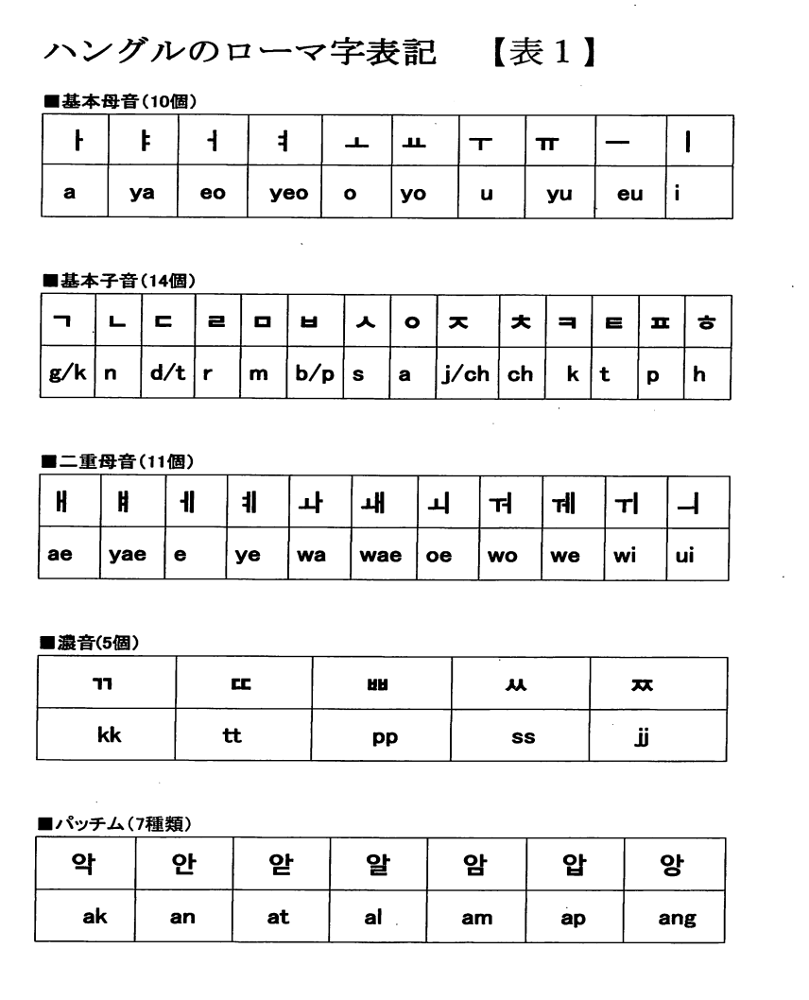 ハングルのローマ字表記 【表１】
■基本母音(10個)
ㅏ ㅑ ㅓ ㅕ ㅗ ㅛ ㅜ ㅠ ㅡ ㅣ
a ya eo yeo o yo u yu eu i
■基本子音(14個)
ㄱ ㄴ ㄷ ㄹ ㅁ ㅂ ㅅ ㅇ ㅈ ㅊ ㅋ ㅌ ㅍ ㅎ
g/k n d/t r m b/p s a j/ch ch k t p h
■二重母音(11個)
ㅐ ㅒ ㅔ ㅖ ㅘ ㅙ ㅚ ㅝ ㅞ ㅟ ㅢ
ae yae e ye wa wae oe wo we wi ui
■濃音(5個)
ㄲ ㄸ ㅃ ㅆ ㅉ
kk tt pp ss jj
■パッチム(7種類)
악 안 앋 알 암 압 앙
ak an at al am ap ang